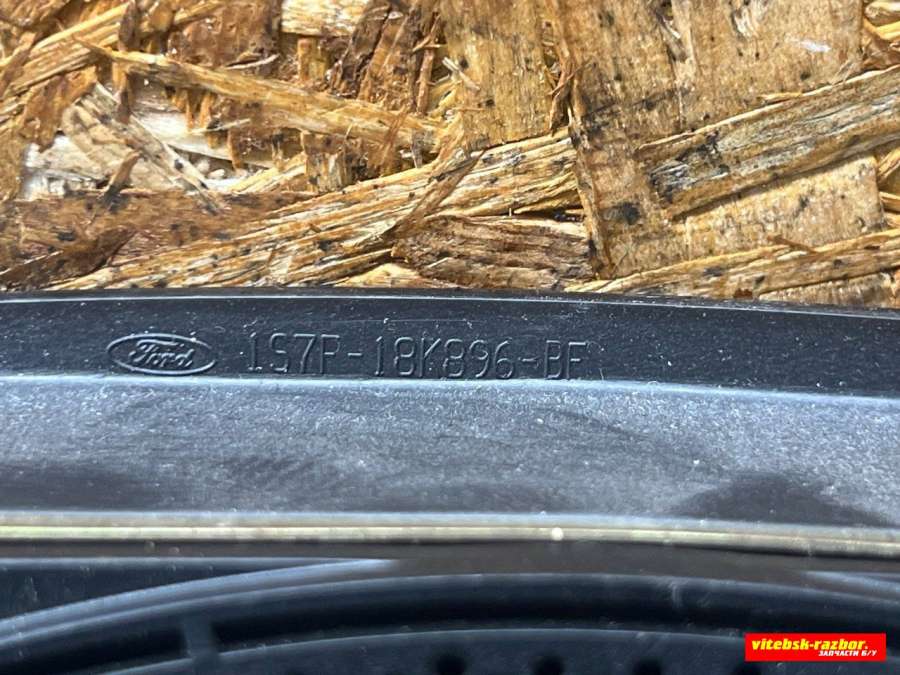 Ford 1S7F-18K896-BF
vitebsk-razbor.
ЗАПЧАСТИ Б/У